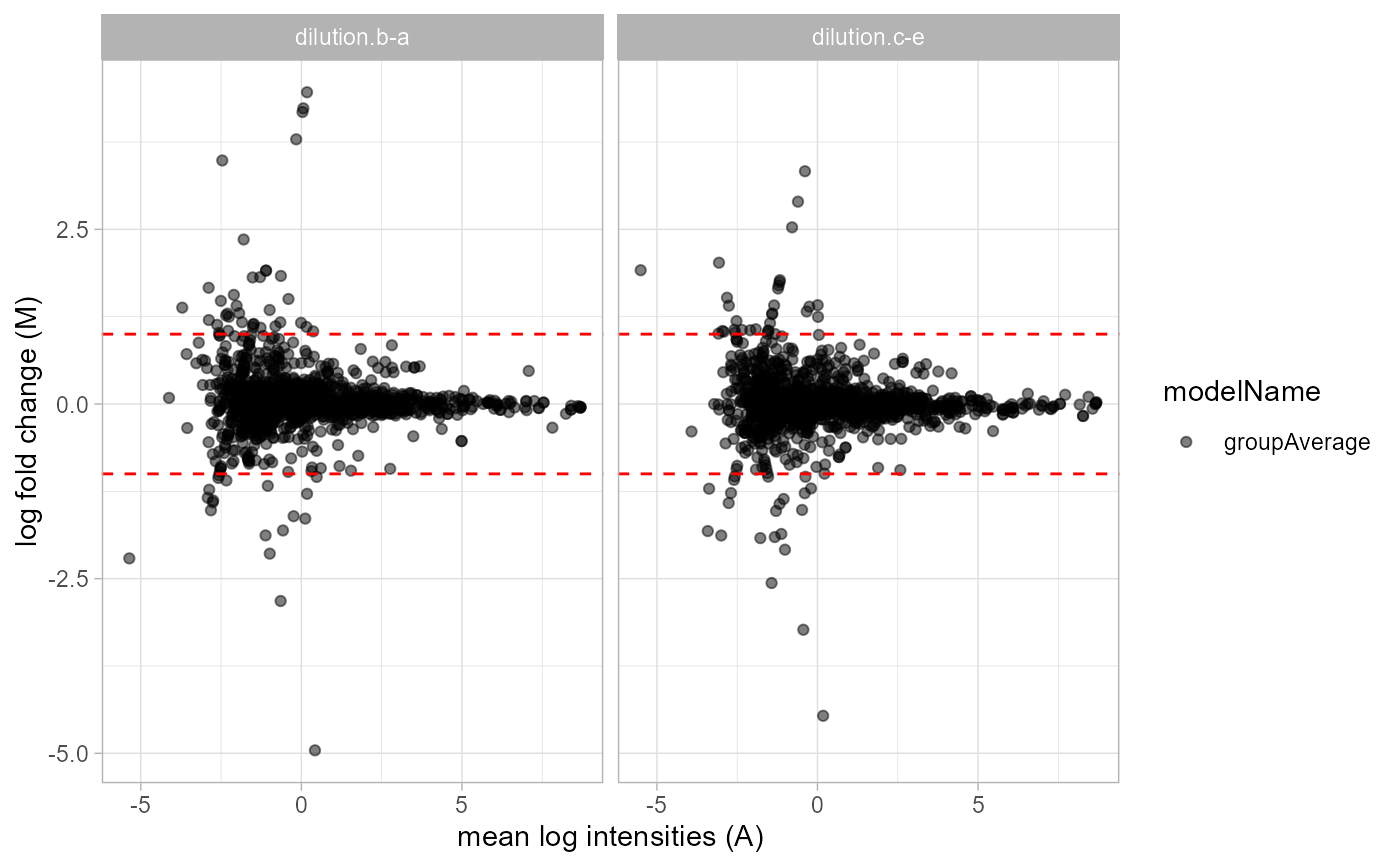 dilution.b-a
dilution.c-e
log fold change (M)
2.5
0.0
-2.5
-5.0
-5
0
5
-5
0
5
mean log intensities (A)
modelName
groupAverage